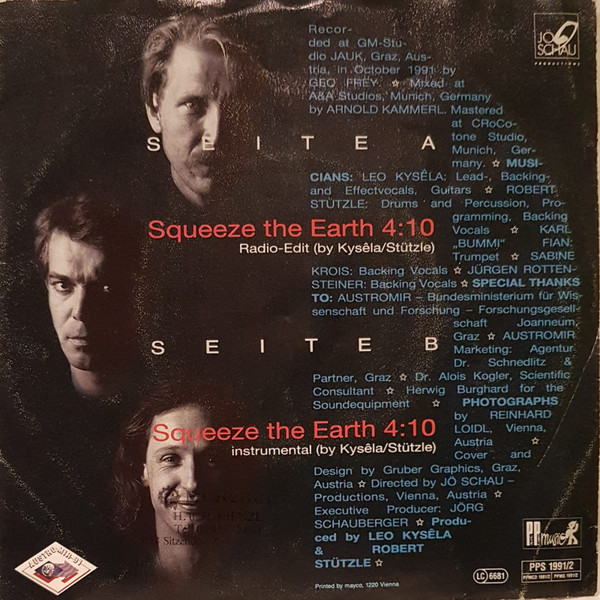 JÖ
SCHAU
PRODUCTIONS
Recor-
ded at GM-Stu-
dio JAUK, Graz, Aus-
tria, in October 1991 by
GEO FREY. ☆ Mixed at
A&A Studios, Munich, Germany
by ARNOLD KAMMERL. Mastered
at CRoCo-
tone Studio,
Munich, Ger-
many. ☆ MUSI-
CIANS: LEO KYSÊLA: Lead-, Backing-
and Effectvocals, Guitars ☆ ROBERT
STÜTZLE: Drums and Percussion, Pro-
gramming, Backing
Vocals ☆ KARL
„BUMMI“ FIAN:
Trumpet ☆ SABINE
KROIS: Backing Vocals ☆ JÜRGEN ROTTEN-
STEINER: Backing Vocals ☆ SPECIAL THANKS
TO: AUSTROMIR – Bundesministerium für Wis-
senschaft und Forschung – Forschungsgesell-
schaft Joanneum,
Graz ☆ AUSTROMIR
Marketing: Agentur
Dr. Schnedlitz &
Partner, Graz ☆ Dr. Alois Kogler, Scientific
Consultant ☆ Herwig Burghard for the
Soundequipment ☆ PHOTOGRAPHS
by REINHARD
LOIDL, Vienna,
Austria ☆
Cover and
Design by Gruber Graphics, Graz,
Austria ☆ Directed by JÖ SCHAU –
Productions, Vienna, Austria ☆
Executive Producer: JÖRG
SCHAUBERGER ☆ Produ-
ced by LEO KYSÊLA
& ROBERT
STÜTZLE ☆
SEITE A
Squeeze the Earth 4:10
Radio-Edit (by Kysêla/Stützle)
SEITE B
Squeeze the Earth 4:10
instrumental (by Kysêla/Stützle)
AUSTRO-MIR-91
Printed by mayco, 1220 Vienna
LC 6681
music
PPS 1991/2